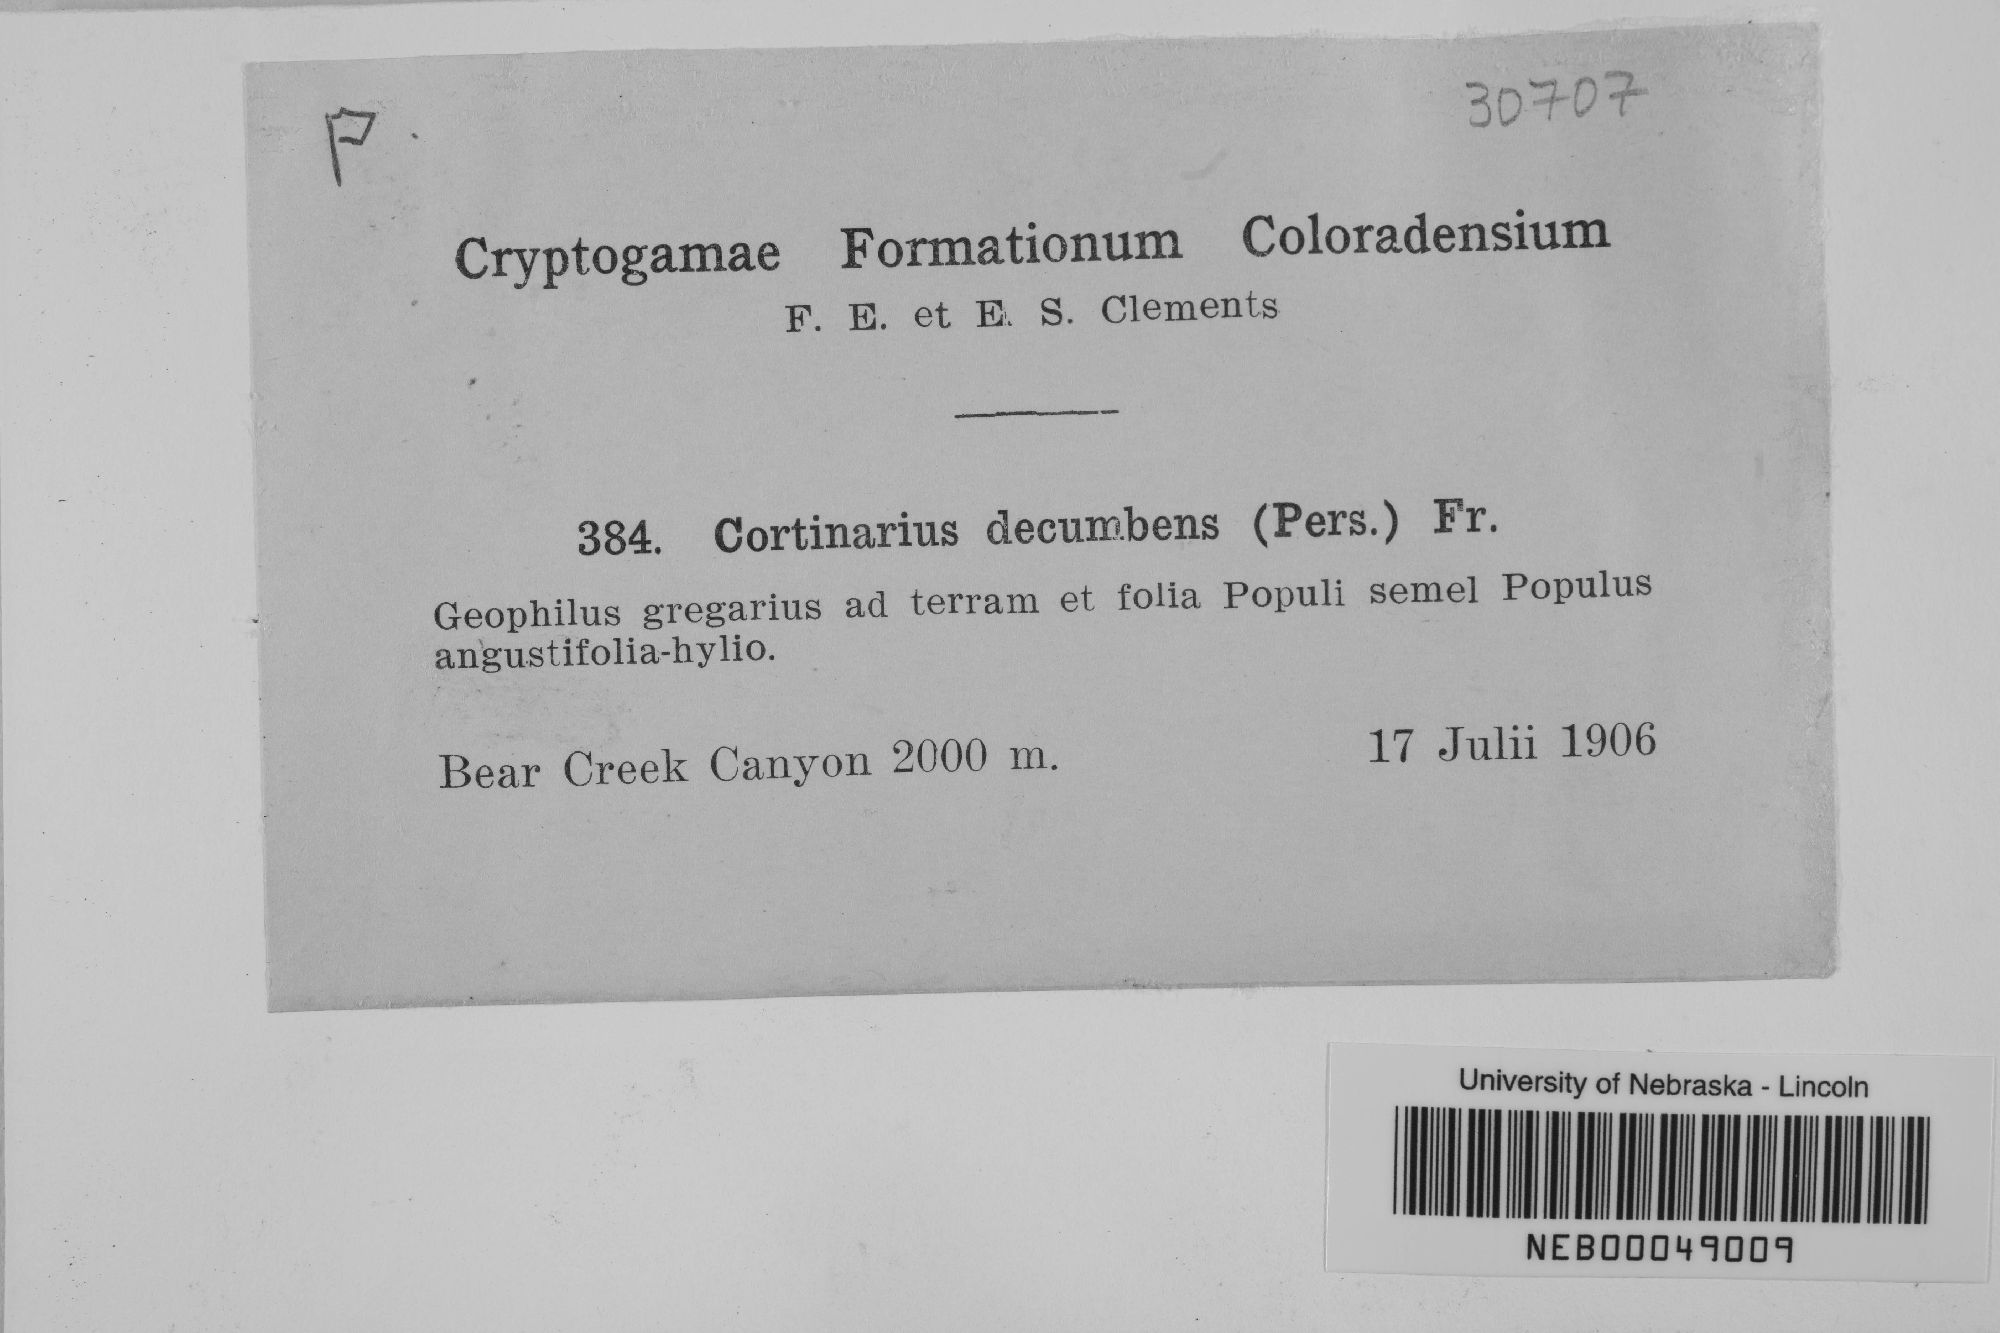 P.
30707
Cryptogamae Formationum Coloradensium
F. E. et E. S. Clements
384. Cortinarius decumbens (Pers.) Fr.
Geophilus gregarius ad terram et folia Populi semel Populus
angustifolia-hylio.
Bear Creek Canyon 2000 m. 17 Julii 1906
University of Nebraska - Lincoln
NEB00049009